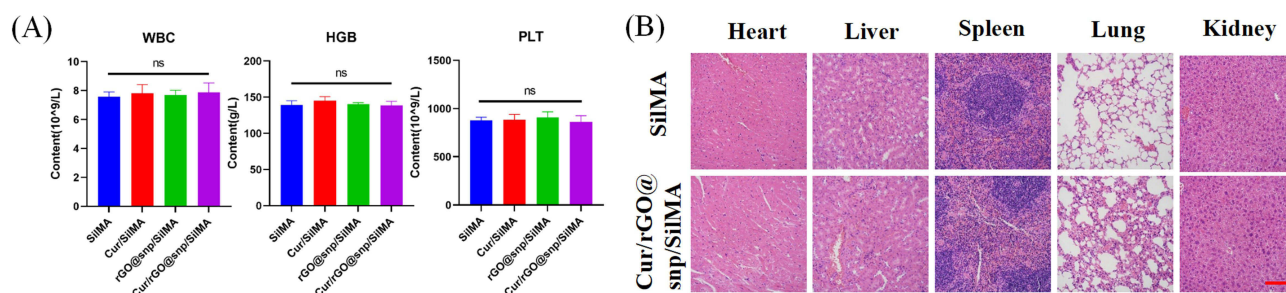 (A)
WBC
Content(10^9/L)
10
8
6
4
2
0
ns
SilMA
Cur/SilMA
rGO@snp/SilMA
Cur/rGO@snp/SilMA
HGB
Content(g/L)
200
150
100
50
0
ns
SilMA
Cur/SilMA
rGO@snp/SilMA
Cur/rGO@snp/SilMA
PLT
Content(10^9/L)
1500
1000
500
0
ns
SilMA
Cur/SilMA
rGO@snp/SilMA
Cur/rGO@snp/SilMA
(B)
Heart
Liver
Spleen
Lung
Kidney
SilMA
Cur/rGO@
snp/SilMA